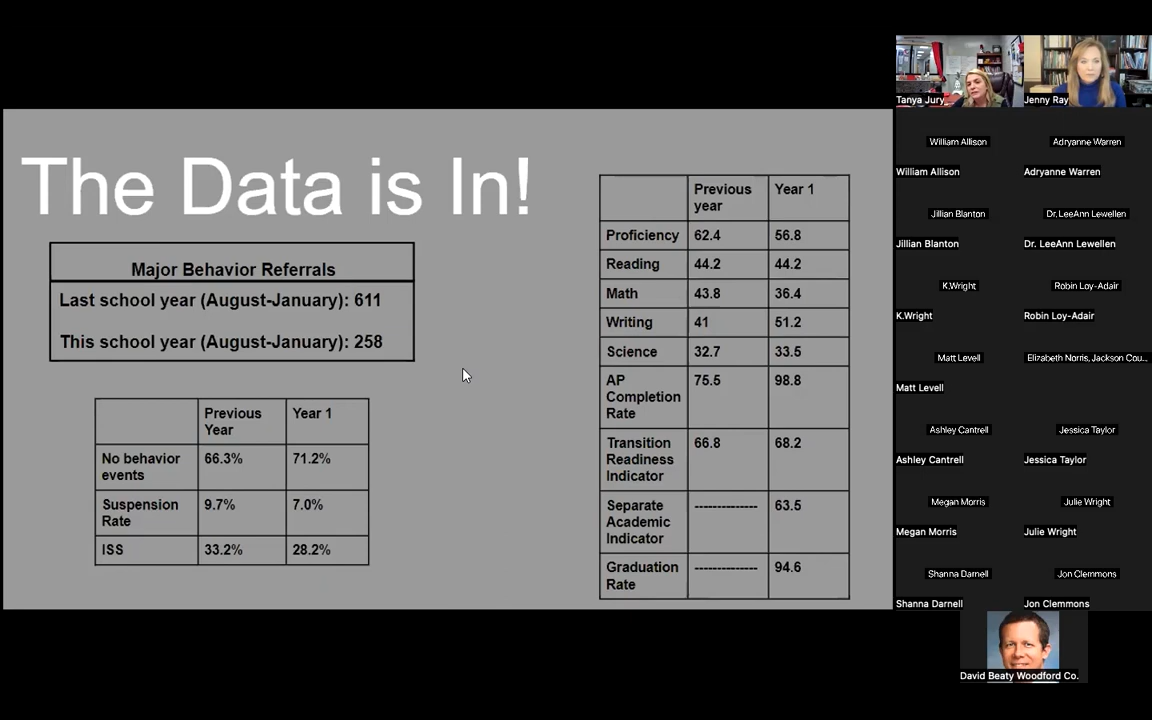 The Data is In!
Major Behavior Referrals
Last school year (August-January): 611
This school year (August-January): 258
Previous Year 1
Year
No behavior 66.3% 71.2%
events
Suspension 9.7% 7.0%
Rate
ISS 33.2% 28.2%
Previous Year 1
year
Proficiency 62.4 56.8
Reading 44.2 44.2
Math 43.8 36.4
Writing 41 51.2
Science 32.7 33.5
AP 75.5 98.8
Completion
Rate
Transition 66.8 68.2
Readiness
Indicator
Separate -------------- 63.5
Academic
Indicator
Graduation -------------- 94.6
Rate
Tanya Jury Jenny Ray
William Allison Adryanne Warren
William Allison Adryanne Warren
Jillian Blanton Dr. LeeAnn Lewellen
Jillian Blanton Dr. LeeAnn Lewellen
K.Wright Robin Loy-Adair
K.Wright Robin Loy-Adair
Matt Levell Elizabeth Norris, Jackson Cou...
Matt Levell
Ashley Cantrell Jessica Taylor
Ashley Cantrell Jessica Taylor
Megan Morris Julie Wright
Megan Morris Julie Wright
Shanna Darnell Jon Clemmons
Shanna Darnell Jon Clemmons
David Beaty Woodford Co.